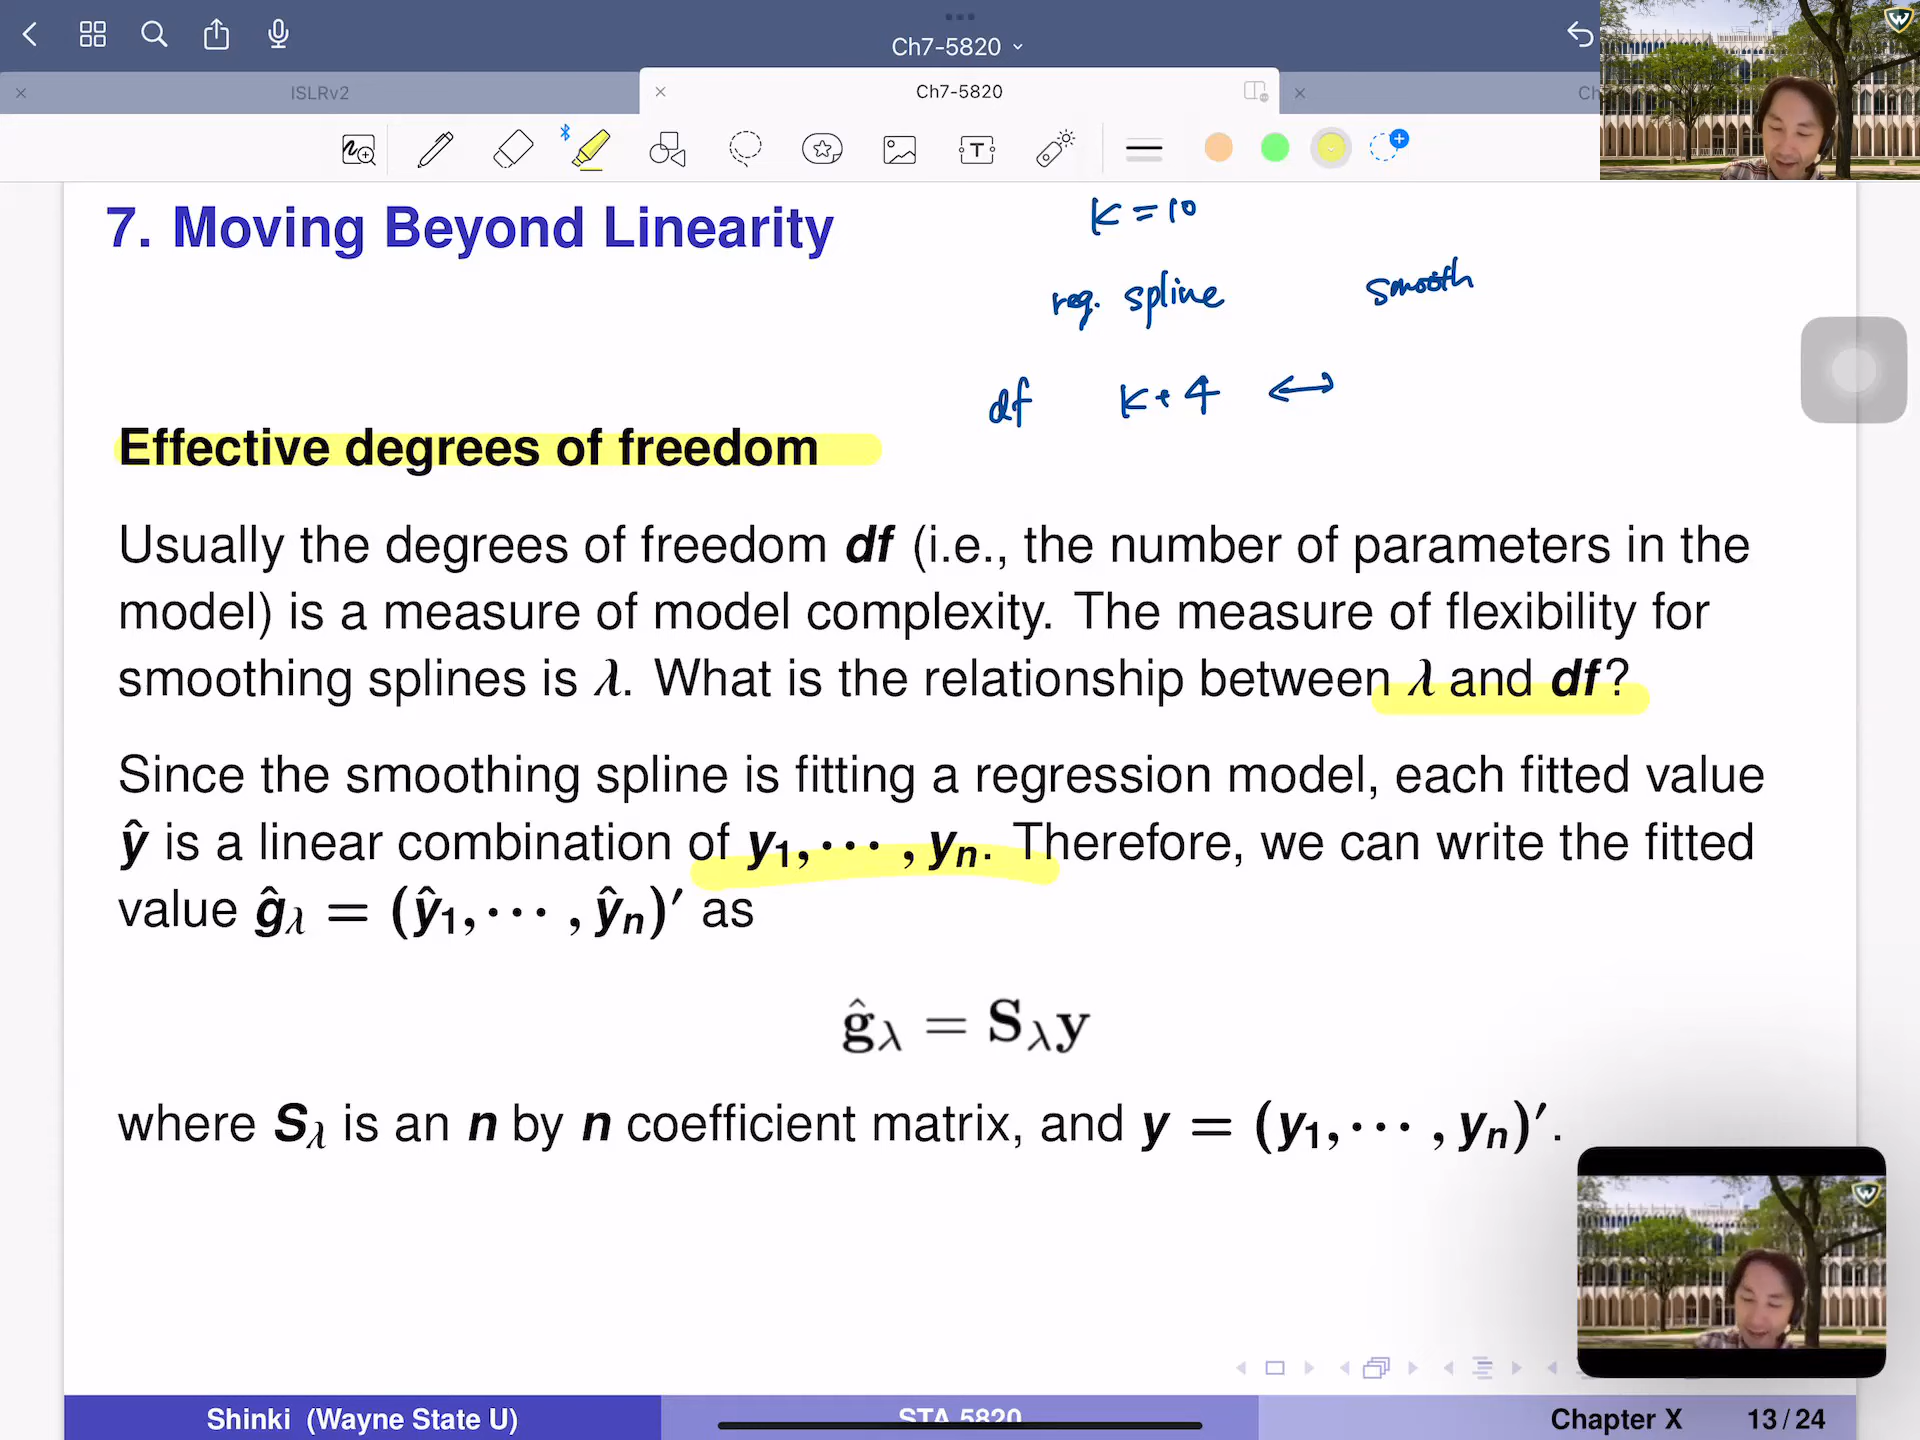 Ch7-5820
ISLRv2
Ch7-5820
Ch
7. Moving Beyond Linearity
K = 10
reg. spline
smooth
df K + 4 ↔
Effective degrees of freedom
Usually the degrees of freedom df (i.e., the number of parameters in the
model) is a measure of model complexity. The measure of flexibility for
smoothing splines is λ. What is the relationship between λ and df?
Since the smoothing spline is fitting a regression model, each fitted value
ŷ is a linear combination of y₁, ⋯ , yₙ. Therefore, we can write the fitted
value ĝ_λ = (ŷ₁, ⋯ , ŷₙ)′ as
ĝ_λ = S_λ y
where S_λ is an n by n coefficient matrix, and y = (y₁, ⋯ , yₙ)′.
Shinki (Wayne State U)
STA 5820
Chapter X
13 / 24